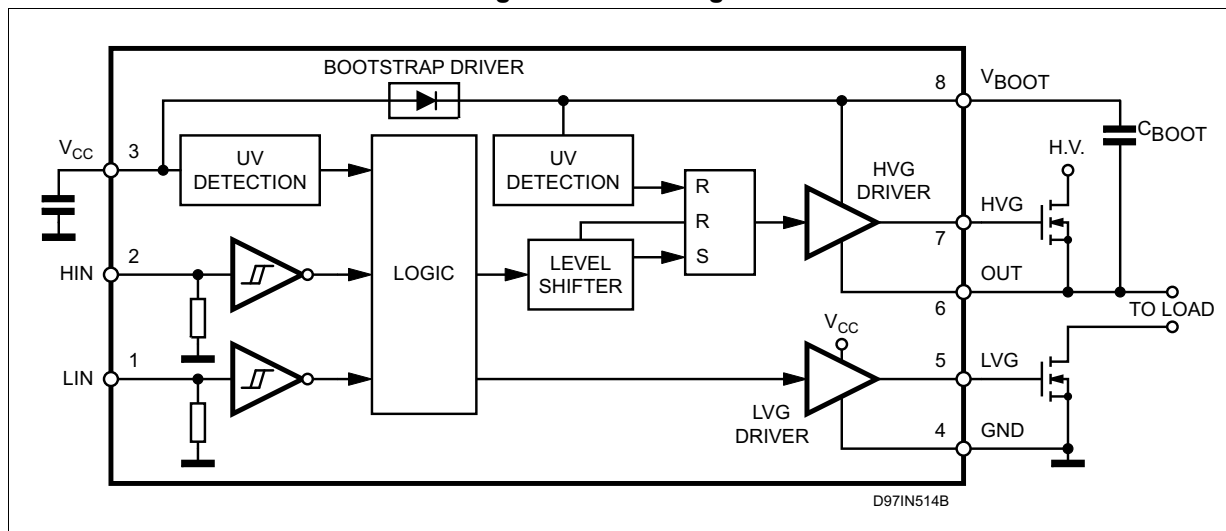 BOOTSTRAP DRIVER
8
VBOOT
VCC
3
UV
DETECTION
UV
DETECTION
HVG
DRIVER
H.V.
CBOOT
R
R
S
HVG
7
HIN
2
LOGIC
LEVEL
SHIFTER
OUT
6
TO LOAD
VCC
LIN
1
5
LVG
LVG
DRIVER
4
GND
D97IN514B